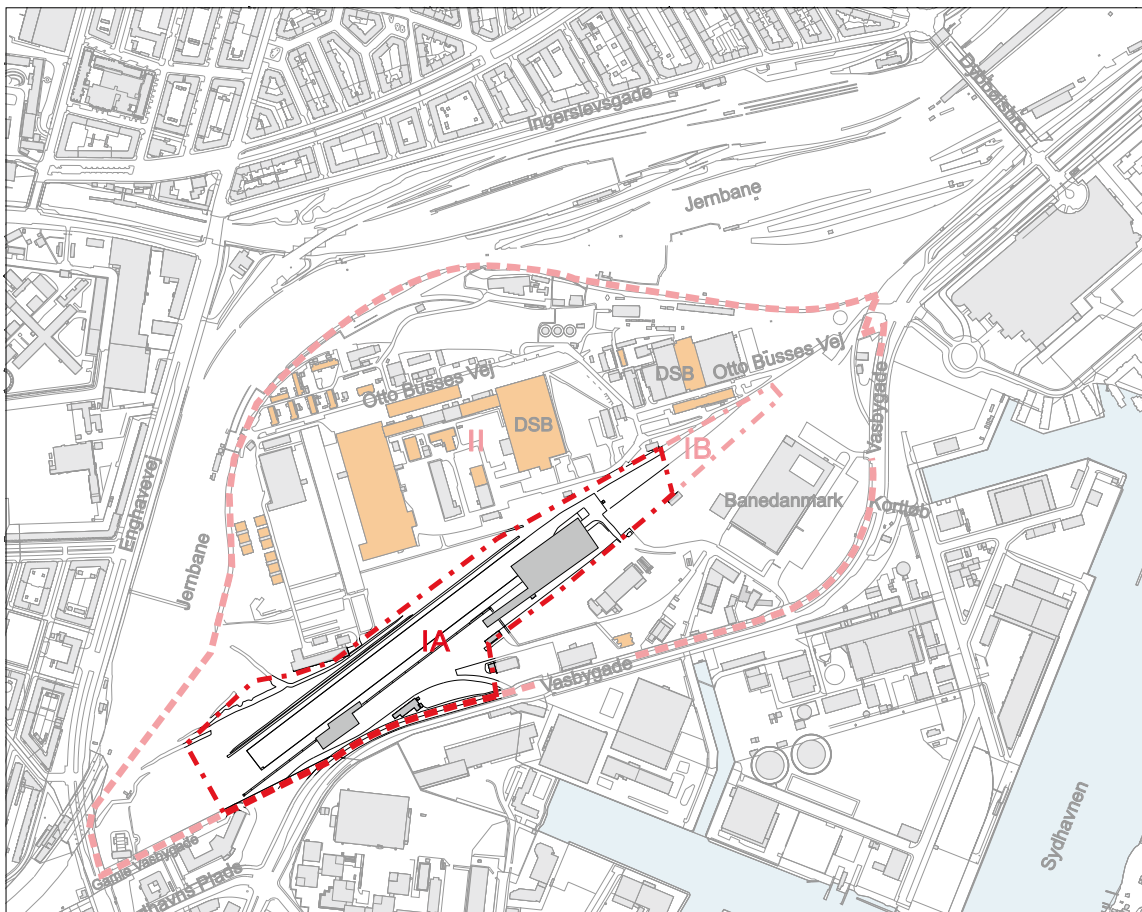 Dybbølsbro
Ingerslevsgade
Jernbane
Otto Busses Vej
DSB
Otto Busses Vej
DSB
II
IB
Vasbygade
Enghavevej
Banedanmark
Kortløb
Jernbane
IA
Vasbygade
Sydhavnen
Gamle Vasbygade
Plads